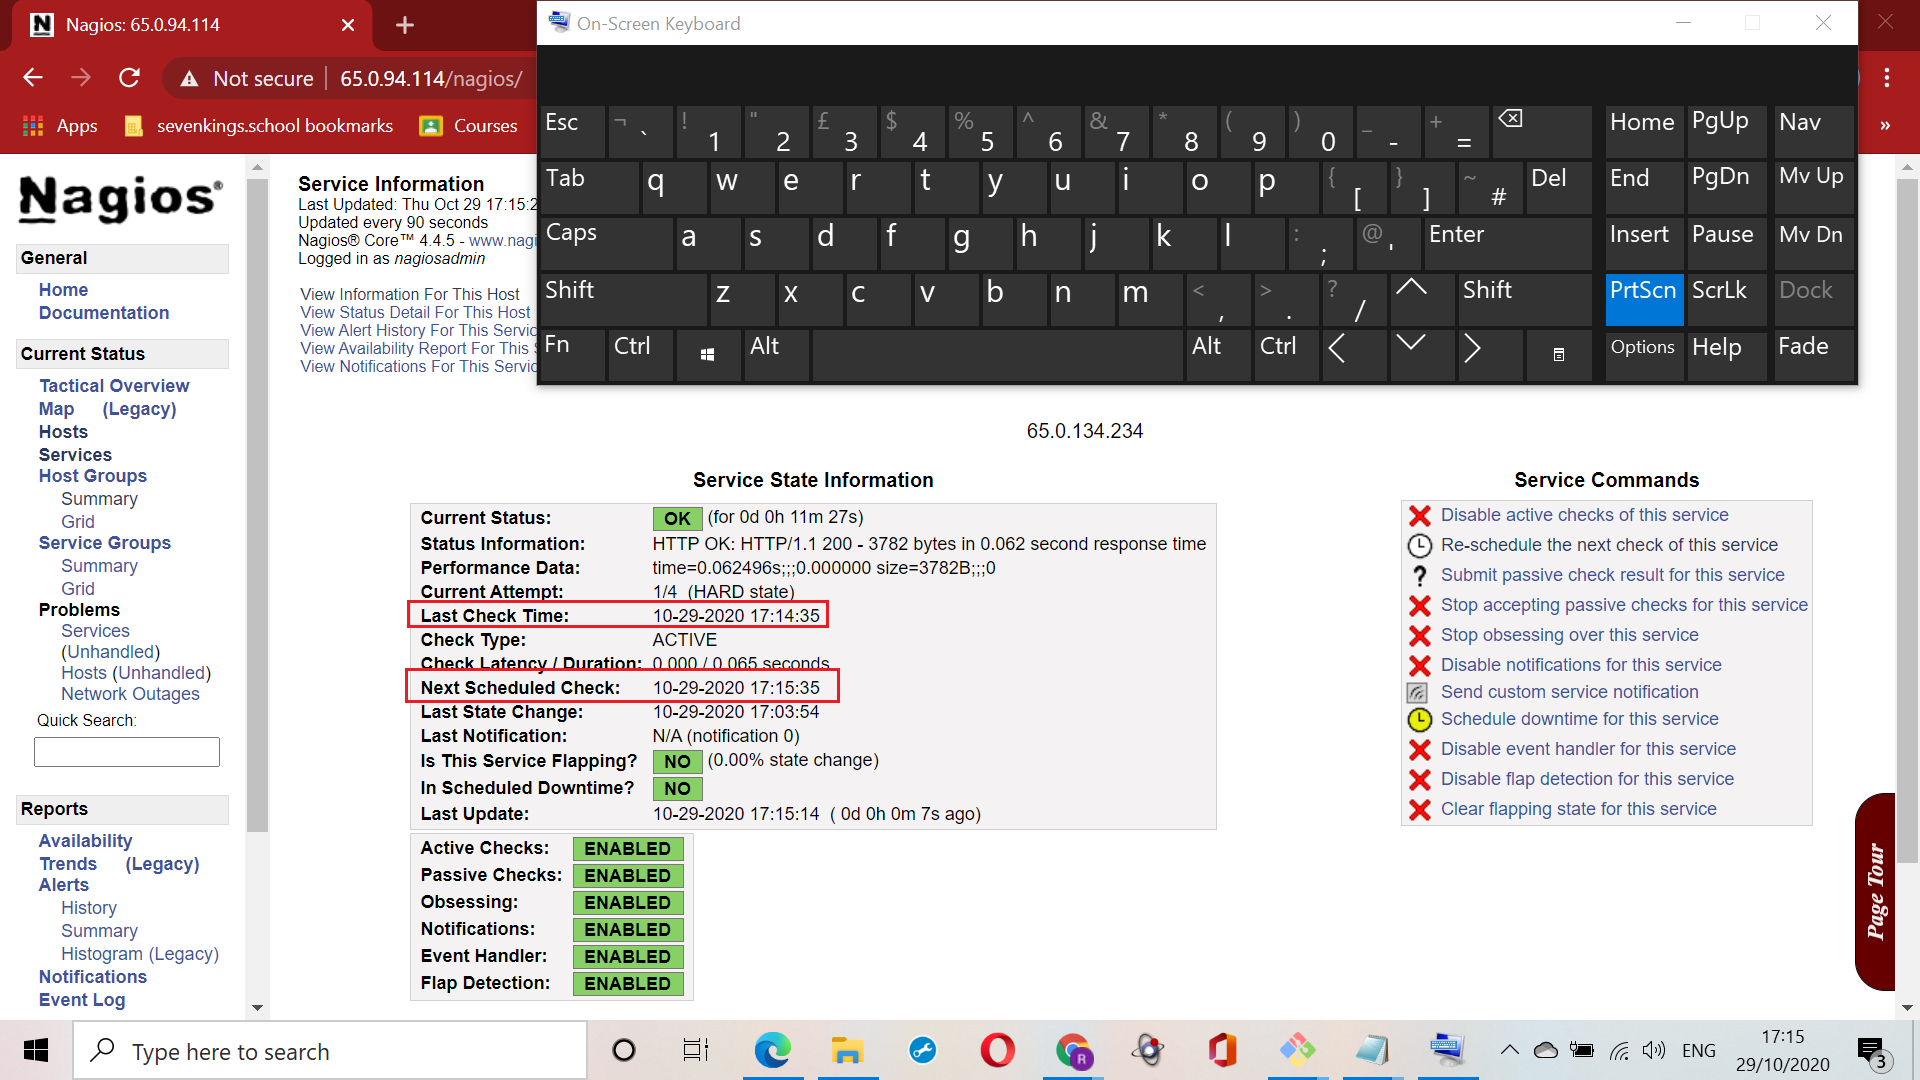 Nagios: 65.0.94.114
On-Screen Keyboard
Not secure
65.0.94.114/nagios/
Apps
sevenkings.school bookmarks
Courses
»
Esc ¬ ` ! 1 " 2 £ 3 $ 4 % 5 ^ 6 & 7 * 8 ( 9 ) 0 _ - + = Home PgUp Nav
Tab q w e r t y u i o p { [ } ] ~ # Del End PgDn Mv Up
Caps a s d f g h j k l : ; @ ' Enter Insert Pause Mv Dn
Shift z x c v b n m < , > . ? / Shift PrtScn ScrLk Dock
Fn Ctrl Alt Alt Ctrl Options Help Fade
Nagios®
General
Home
Documentation
Current Status
Tactical Overview
Map (Legacy)
Hosts
Services
Host Groups
Summary
Grid
Service Groups
Summary
Grid
Problems
Services
(Unhandled)
Hosts (Unhandled)
Network Outages
Quick Search:
Reports
Availability
Trends (Legacy)
Alerts
History
Summary
Histogram (Legacy)
Notifications
Event Log
Service Information
Last Updated: Thu Oct 29 17:15:2
Updated every 90 seconds
Nagios® Core™ 4.4.5 - www.nagi
Logged in as nagiosadmin
View Information For This Host
View Status Detail For This Host
View Alert History For This Servic
View Availability Report For This
View Notifications For This Servic
65.0.134.234
Service State Information
Current Status: OK (for 0d 0h 11m 27s)
Status Information: HTTP OK: HTTP/1.1 200 - 3782 bytes in 0.062 second response time
Performance Data: time=0.062496s;;;0.000000 size=3782B;;;0
Current Attempt: 1/4 (HARD state)
Last Check Time: 10-29-2020 17:14:35
Check Type: ACTIVE
Check Latency / Duration: 0.000 / 0.065 seconds
Next Scheduled Check: 10-29-2020 17:15:35
Last State Change: 10-29-2020 17:03:54
Last Notification: N/A (notification 0)
Is This Service Flapping? NO (0.00% state change)
In Scheduled Downtime? NO
Last Update: 10-29-2020 17:15:14 ( 0d 0h 0m 7s ago)
Active Checks: ENABLED
Passive Checks: ENABLED
Obsessing: ENABLED
Notifications: ENABLED
Event Handler: ENABLED
Flap Detection: ENABLED
Service Commands
Disable active checks of this service
Re-schedule the next check of this service
? Submit passive check result for this service
Stop accepting passive checks for this service
Stop obsessing over this service
Disable notifications for this service
Send custom service notification
Schedule downtime for this service
Disable event handler for this service
Disable flap detection for this service
Clear flapping state for this service
Page Tour
Type here to search
R
ENG
17:15
29/10/2020
3